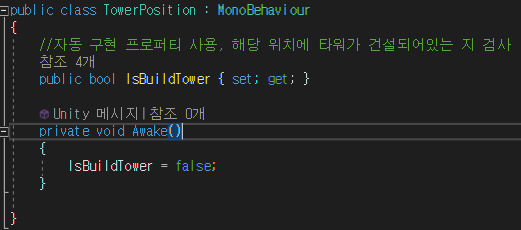 public class TowerPosition : MonoBehaviour
{
//자동 구현 프로퍼티 사용, 해당 위치에 타워가 건설되어있는 지 검사
참조 4개
public bool IsBuildTower { set; get; }
Unity 메시지|참조 0개
private void Awake()
{
IsBuildTower = false;
}
}